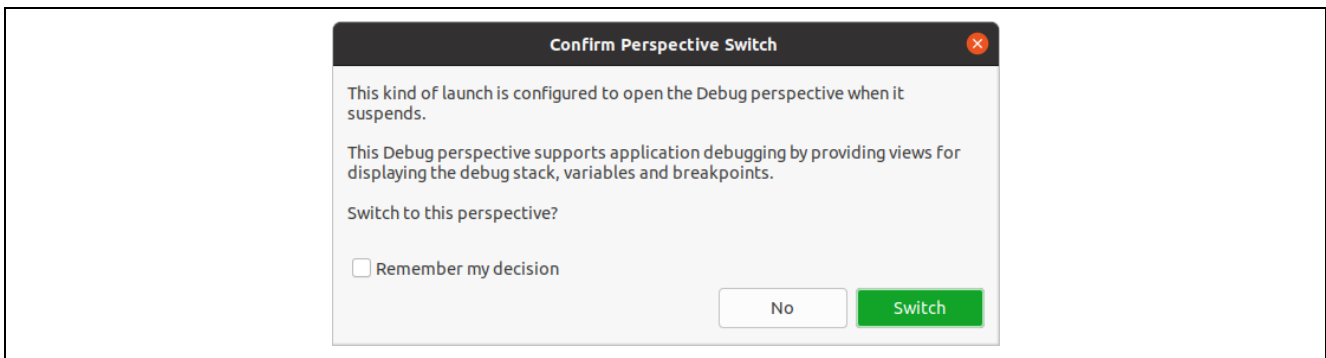 Confirm Perspective Switch
This kind of launch is configured to open the Debug perspective when it
suspends.
This Debug perspective supports application debugging by providing views for
displaying the debug stack, variables and breakpoints.
Switch to this perspective?
Remember my decision
No
Switch